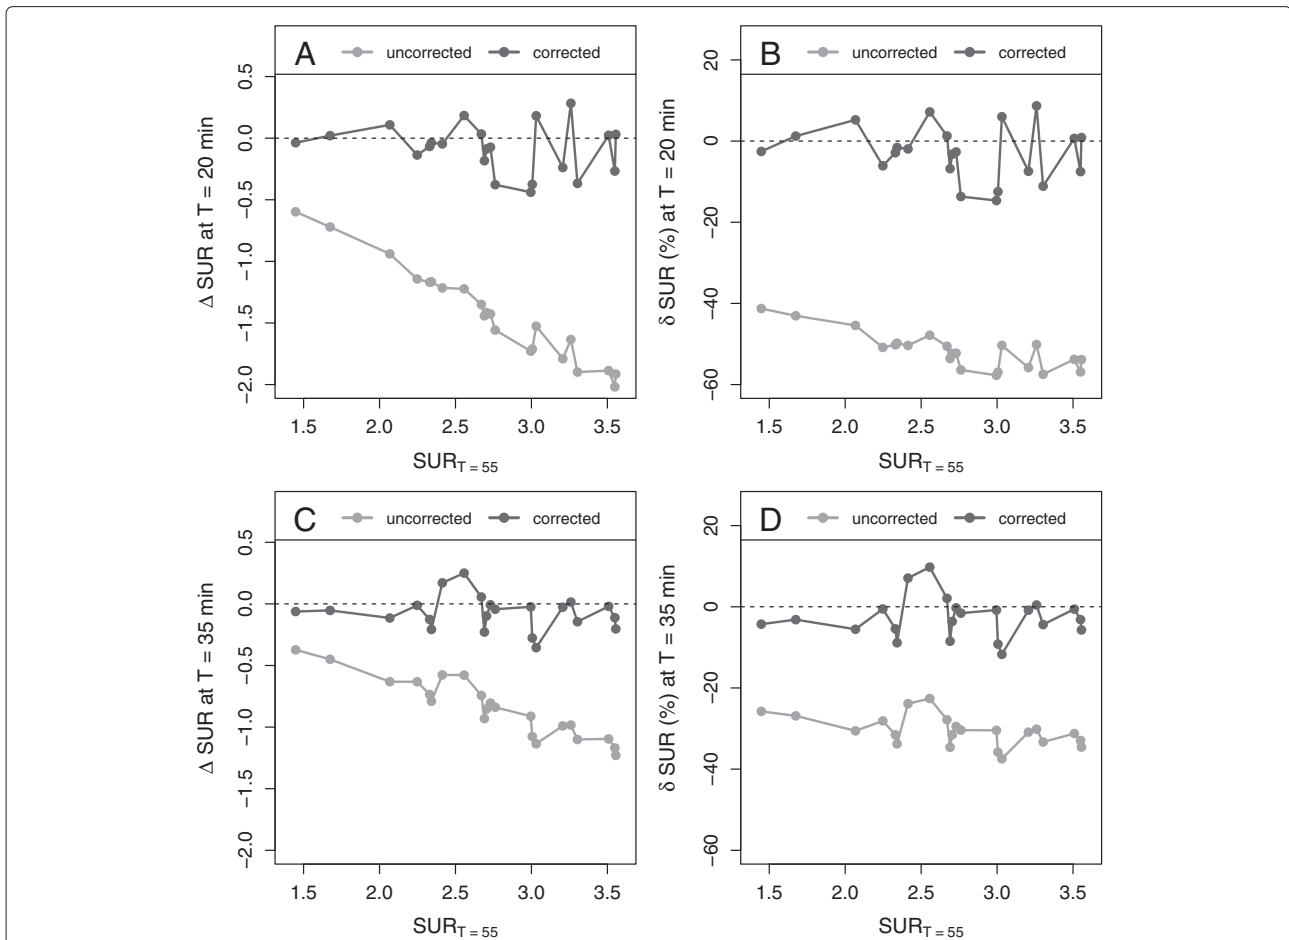 A uncorrected corrected
Δ SUR at T = 20 min
0.5
0.0
−0.5
−1.0
−1.5
−2.0
1.5 2.0 2.5 3.0 3.5
SUR T = 55
B uncorrected corrected
δ SUR (%) at T = 20 min
20
0
−20
−40
−60
1.5 2.0 2.5 3.0 3.5
SUR T = 55
C uncorrected corrected
Δ SUR at T = 35 min
0.5
0.0
−0.5
−1.0
−1.5
−2.0
1.5 2.0 2.5 3.0 3.5
SUR T = 55
D uncorrected corrected
δ SUR (%) at T = 35 min
20
0
−20
−40
−60
1.5 2.0 2.5 3.0 3.5
SUR T = 55